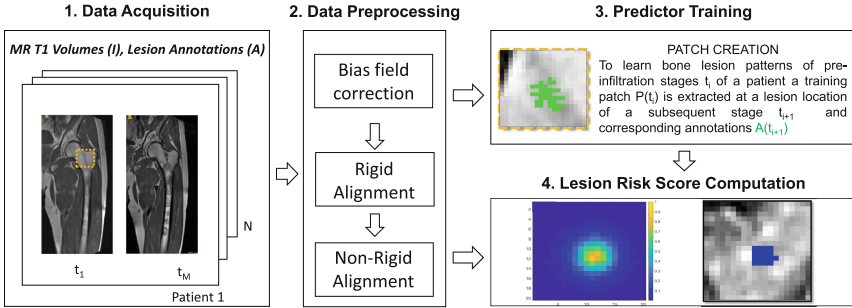 1. Data Acquisition
MR T1 Volumes (I), Lesion Annotations (A)
t1
tM
N
Patient 1
2. Data Preprocessing
Bias field
correction
Rigid
Alignment
Non-Rigid
Alignment
3. Predictor Training
PATCH CREATION
To learn bone lesion patterns of pre-
infiltration stages ti of a patient a training
patch P(ti) is extracted at a lesion location
of a subsequent stage ti+1 and
corresponding annotations A(ti+1)
4. Lesion Risk Score Computation